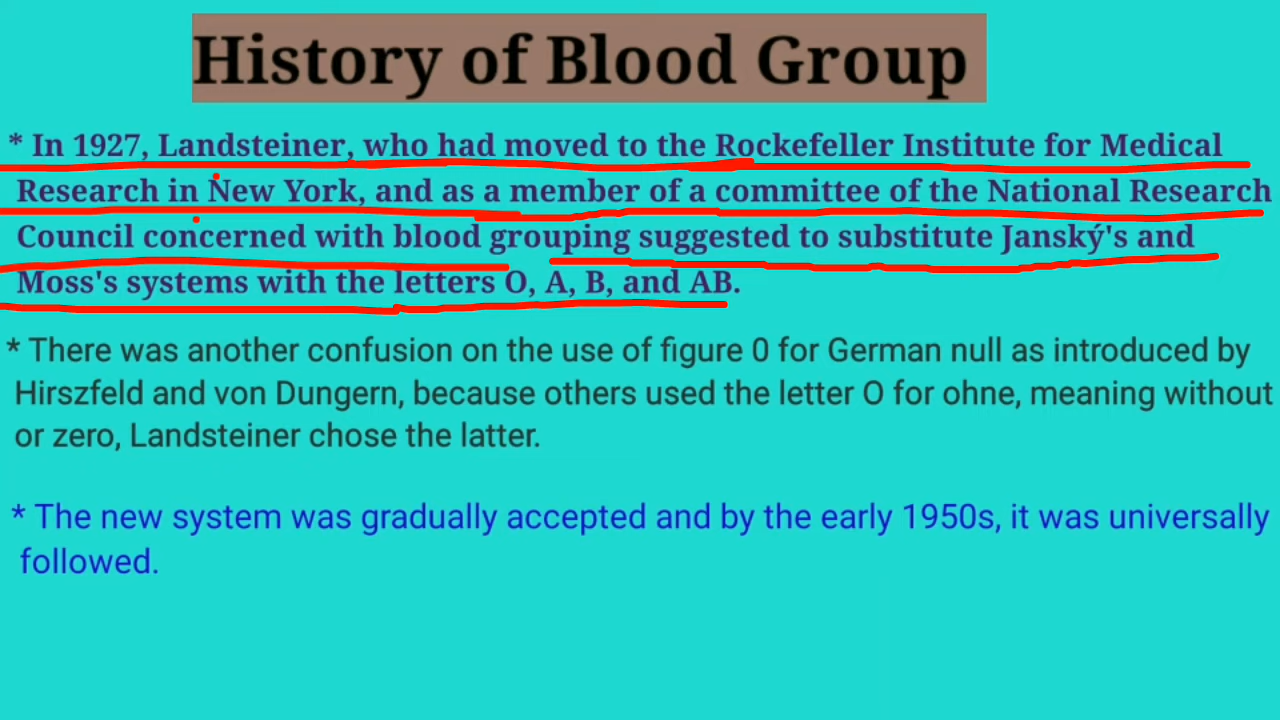 History of Blood Group
* In 1927, Landsteiner, who had moved to the Rockefeller Institute for Medical
Research in New York, and as a member of a committee of the National Research
Council concerned with blood grouping suggested to substitute Janský's and
Moss's systems with the letters O, A, B, and AB.
* There was another confusion on the use of figure 0 for German null as introduced by
Hirszfeld and von Dungern, because others used the letter O for ohne, meaning without
or zero, Landsteiner chose the latter.
* The new system was gradually accepted and by the early 1950s, it was universally
followed.